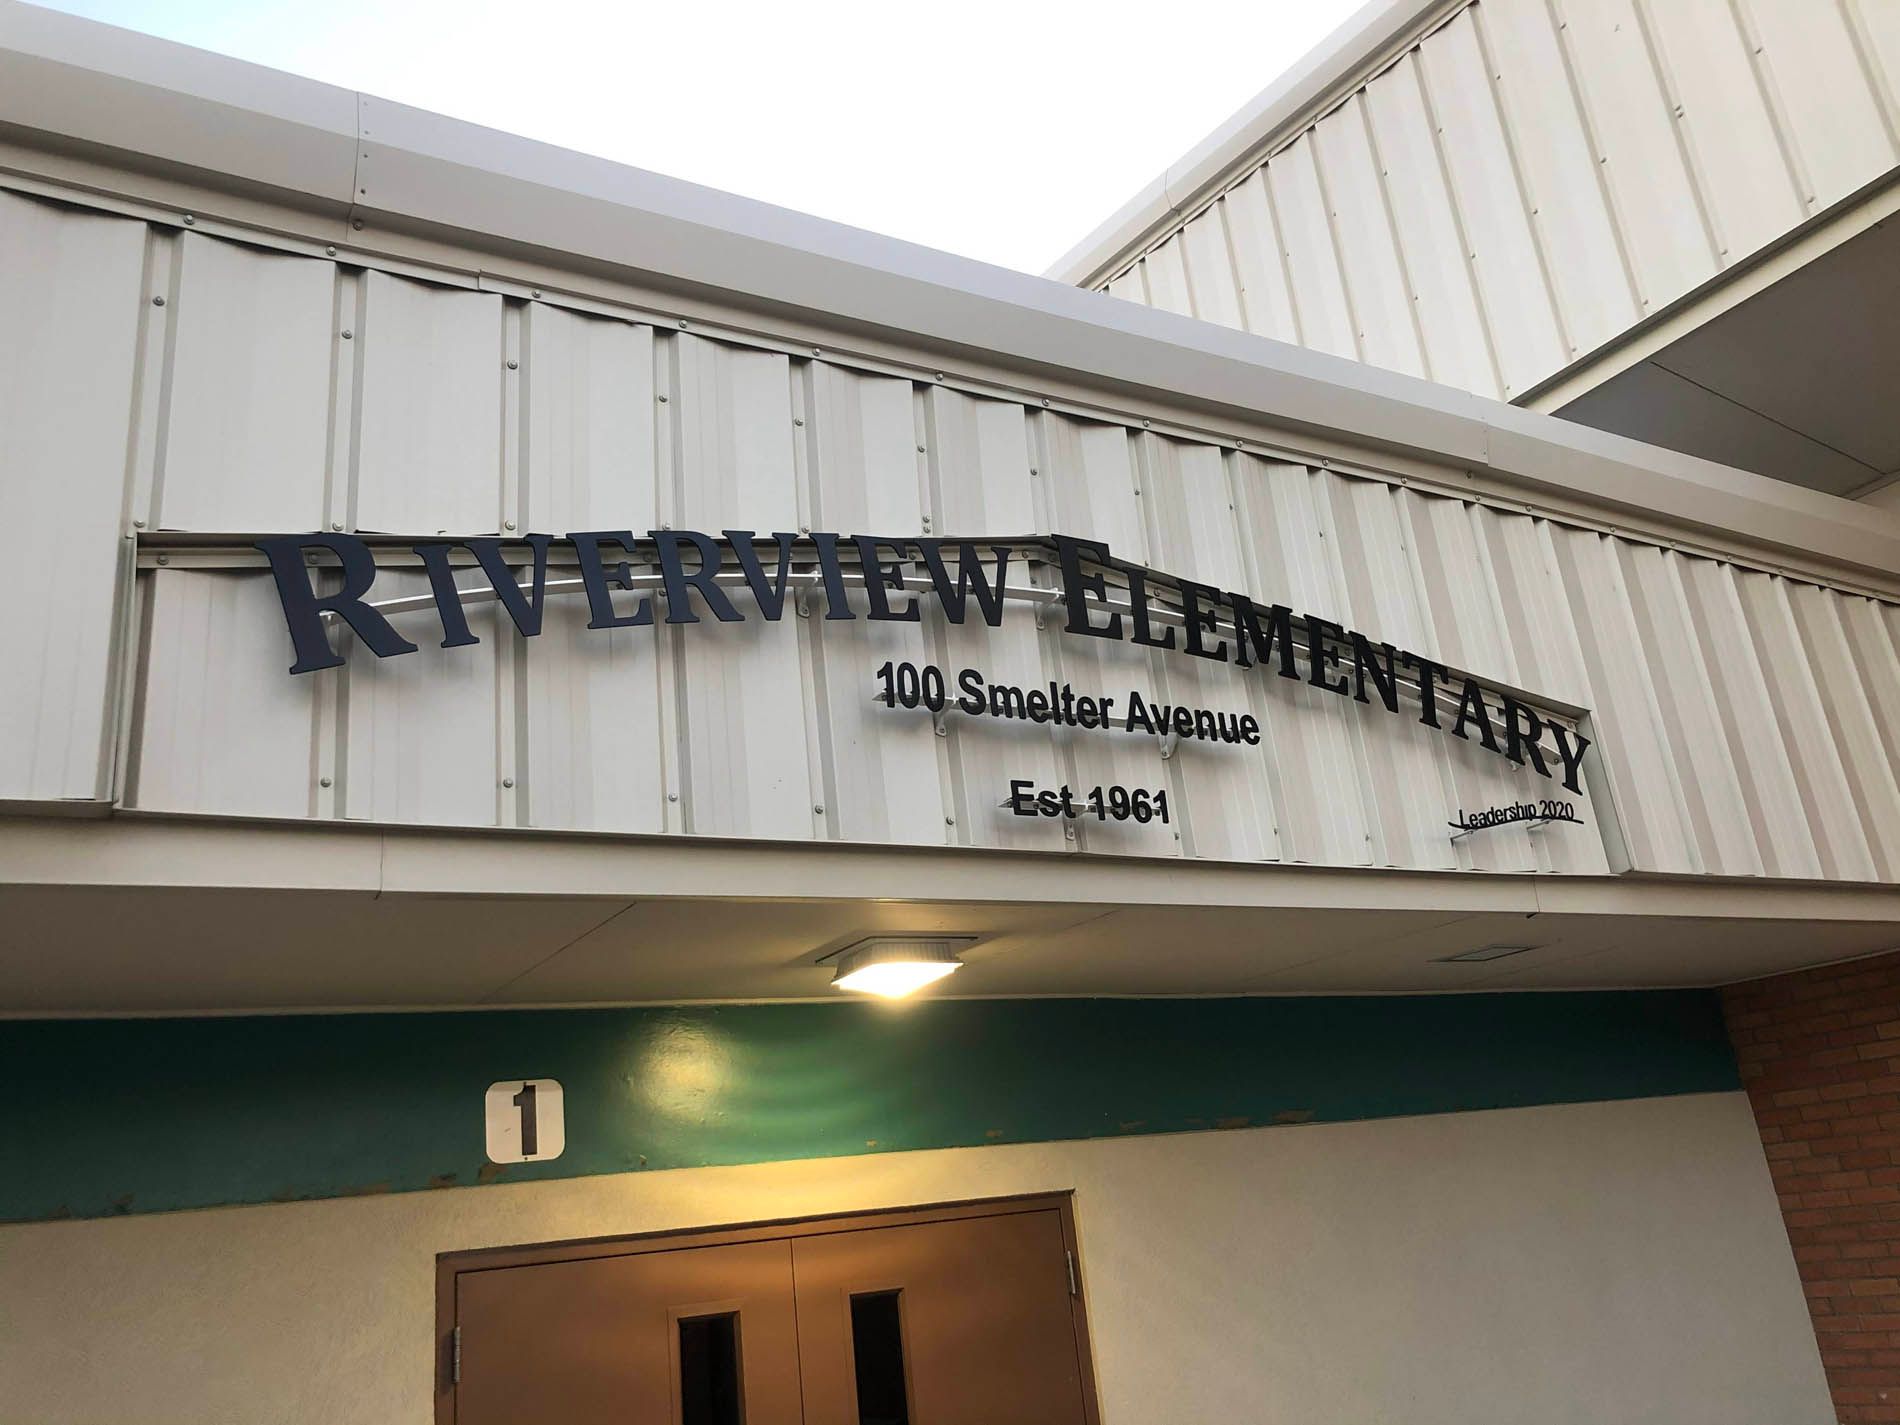 RIVERVIEW ELEMENTARY
100 Smelter Avenue
Est 1961
Leadership 2020
1